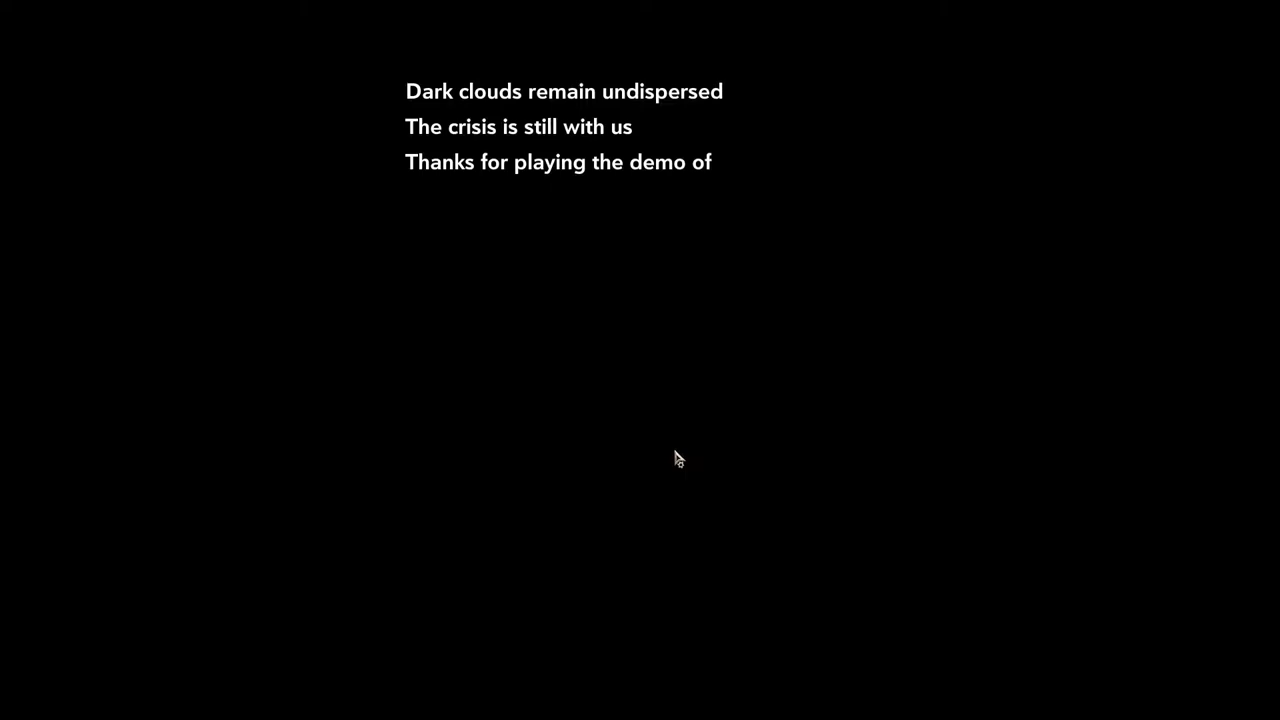 Dark clouds remain undispersed
The crisis is still with us
Thanks for playing the demo of